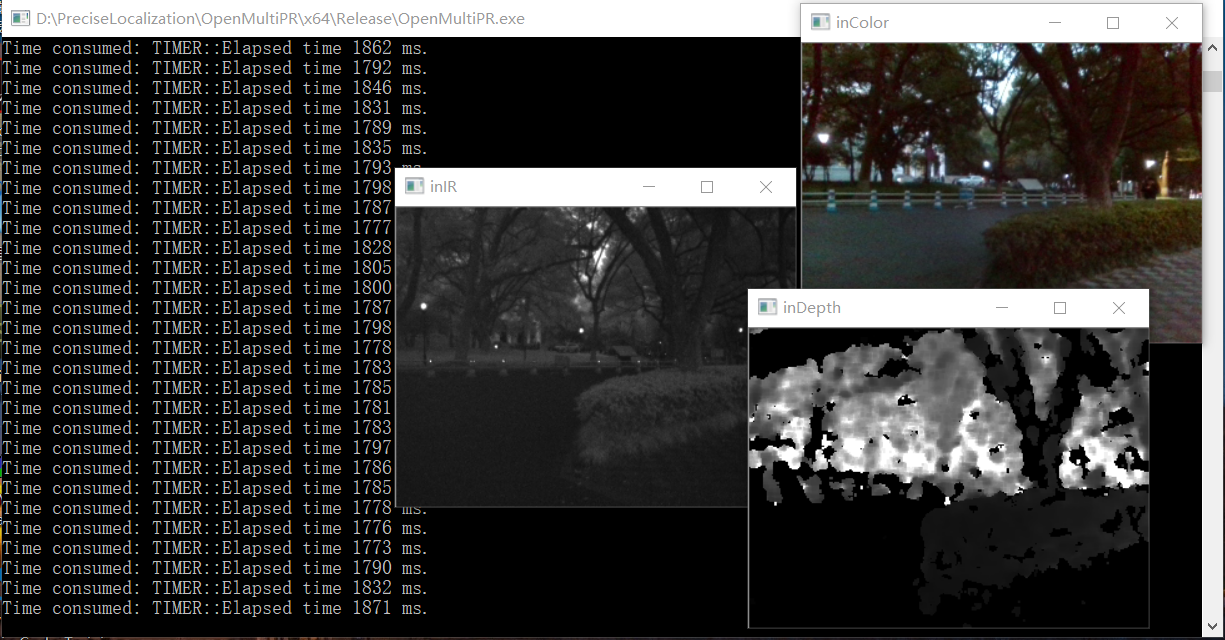 D:\PreciseLocalization\OpenMultiPR\x64\Release\OpenMultiPR.exe
inColor
Time consumed: TIMER::Elapsed time 1862 ms.
Time consumed: TIMER::Elapsed time 1792 ms.
Time consumed: TIMER::Elapsed time 1846 ms.
Time consumed: TIMER::Elapsed time 1831 ms.
Time consumed: TIMER::Elapsed time 1789 ms.
Time consumed: TIMER::Elapsed time 1835 ms.
Time consumed: TIMER::Elapsed time 1793 ms.
Time consumed: TIMER::Elapsed time 1798
inIR
Time consumed: TIMER::Elapsed time 1787
Time consumed: TIMER::Elapsed time 1777
Time consumed: TIMER::Elapsed time 1828
Time consumed: TIMER::Elapsed time 1805
Time consumed: TIMER::Elapsed time 1800
Time consumed: TIMER::Elapsed time 1787
inDepth
Time consumed: TIMER::Elapsed time 1798
Time consumed: TIMER::Elapsed time 1778
Time consumed: TIMER::Elapsed time 1783
Time consumed: TIMER::Elapsed time 1785
Time consumed: TIMER::Elapsed time 1781
Time consumed: TIMER::Elapsed time 1783
Time consumed: TIMER::Elapsed time 1797
Time consumed: TIMER::Elapsed time 1786
Time consumed: TIMER::Elapsed time 1785
Time consumed: TIMER::Elapsed time 1778 ms.
Time consumed: TIMER::Elapsed time 1776 ms.
Time consumed: TIMER::Elapsed time 1773 ms.
Time consumed: TIMER::Elapsed time 1790 ms.
Time consumed: TIMER::Elapsed time 1832 ms.
Time consumed: TIMER::Elapsed time 1871 ms.